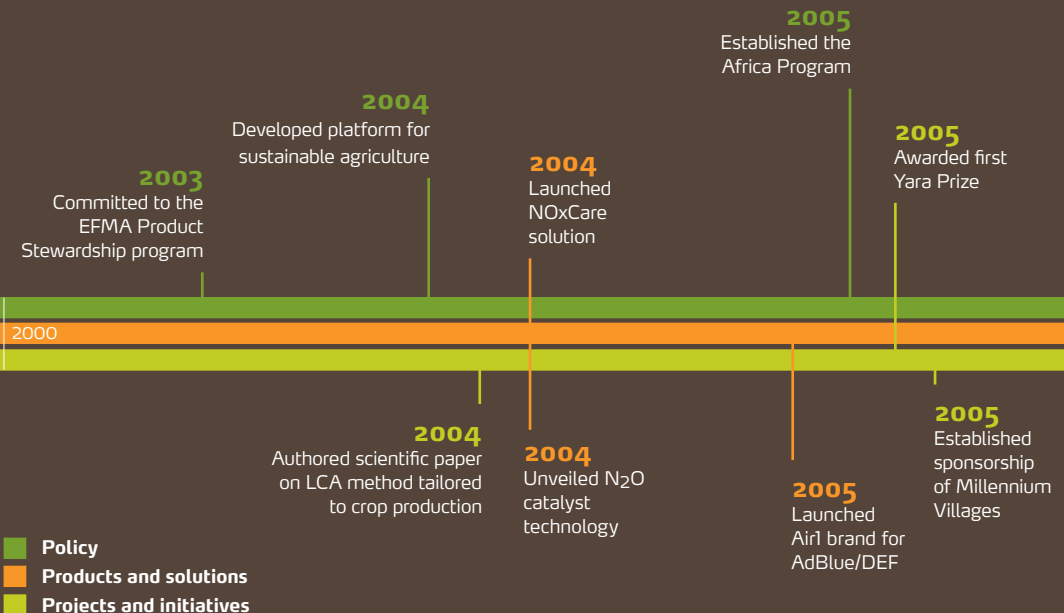 2003
Committed to the
EFMA Product
Stewardship program
2004
Developed platform for
sustainable agriculture
2004
Launched
NOxCare
solution
2005
Established the
Africa Program
2005
Awarded first
Yara Prize
2000
2004
Authored scientific paper
on LCA method tailored
to crop production
2004
Unveiled N2O
catalyst
technology
2005
Launched
Air1 brand for
AdBlue/DEF
2005
Established
sponsorship
of Millennium
Villages
Policy
Products and solutions
Projects and initiatives